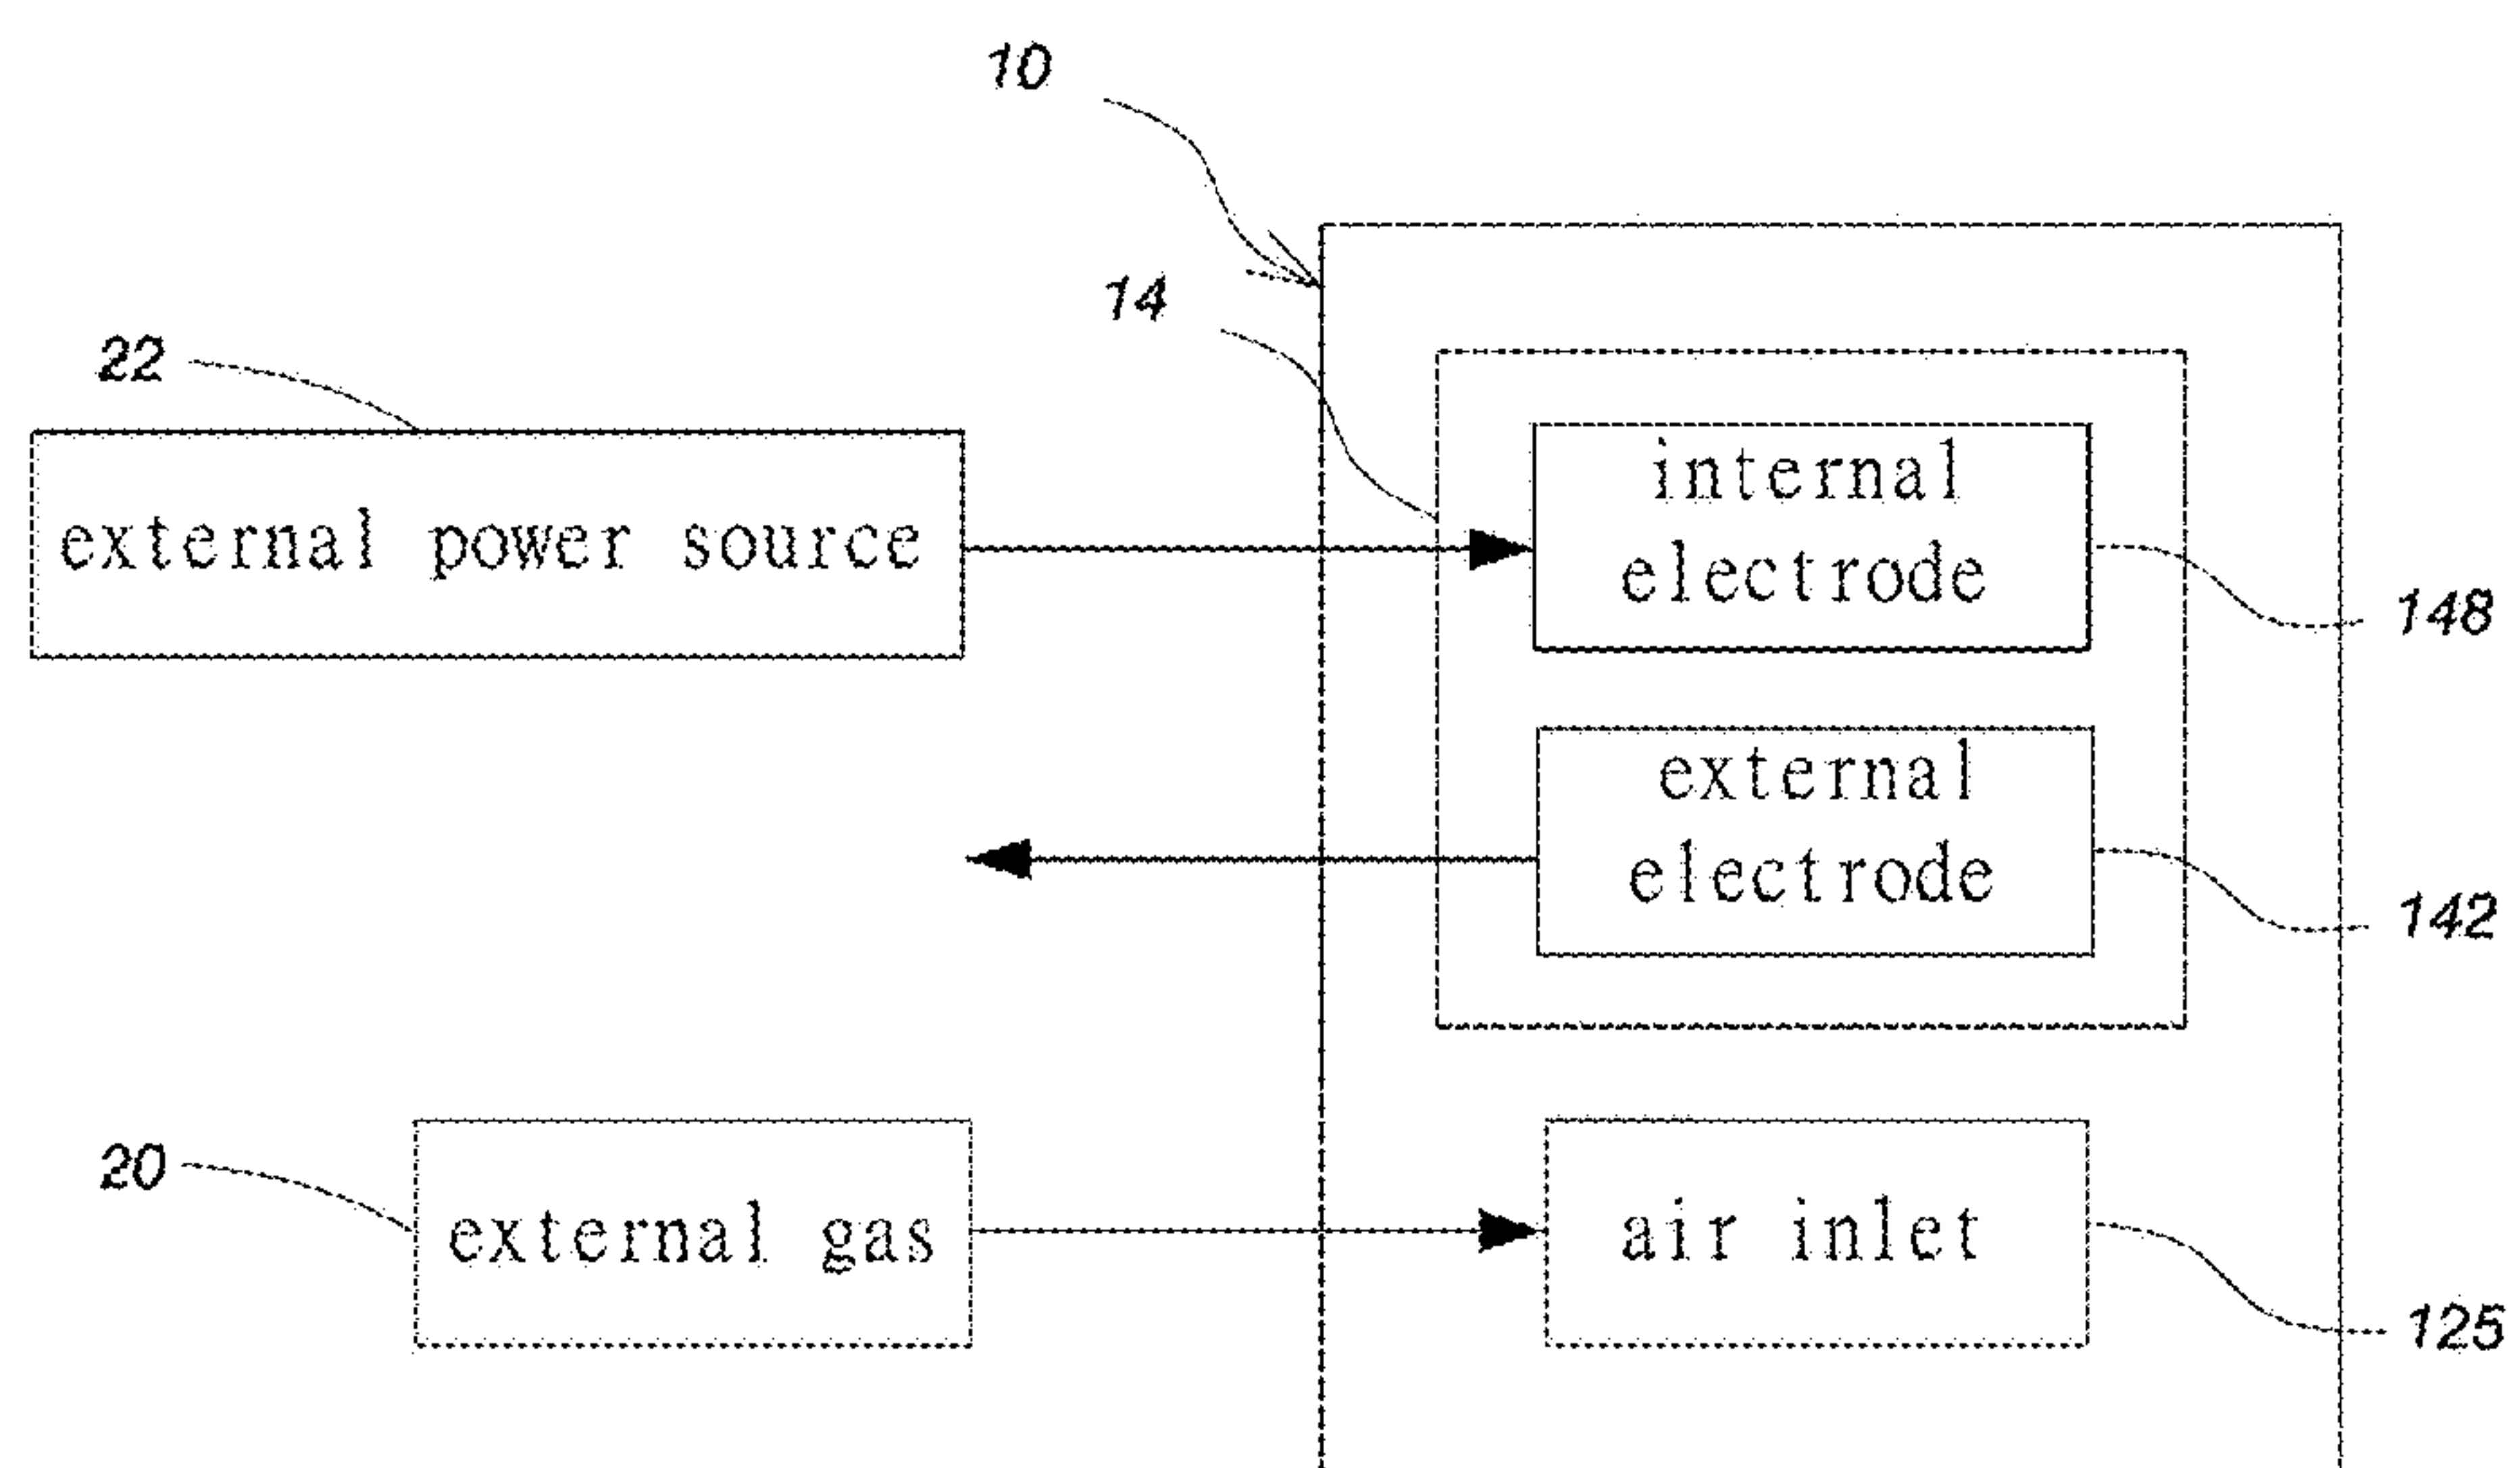 10
14
22
internal
electrode
external power source
148
external
electrode
142
20
external gas
air inlet
125